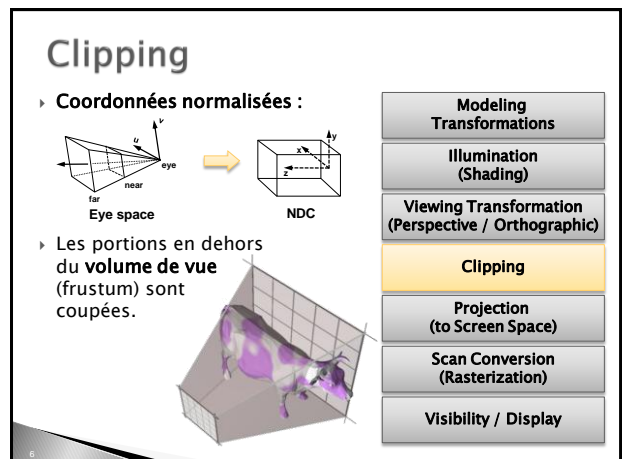 Clipping
Coordonnées normalisées :
v
u
eye
near
far
Eye space
y
x
z
NDC
Les portions en dehors
du volume de vue
(frustum) sont
coupées.
Modeling
Transformations
Illumination
(Shading)
Viewing Transformation
(Perspective / Orthographic)
Clipping
Projection
(to Screen Space)
Scan Conversion
(Rasterization)
Visibility / Display
6